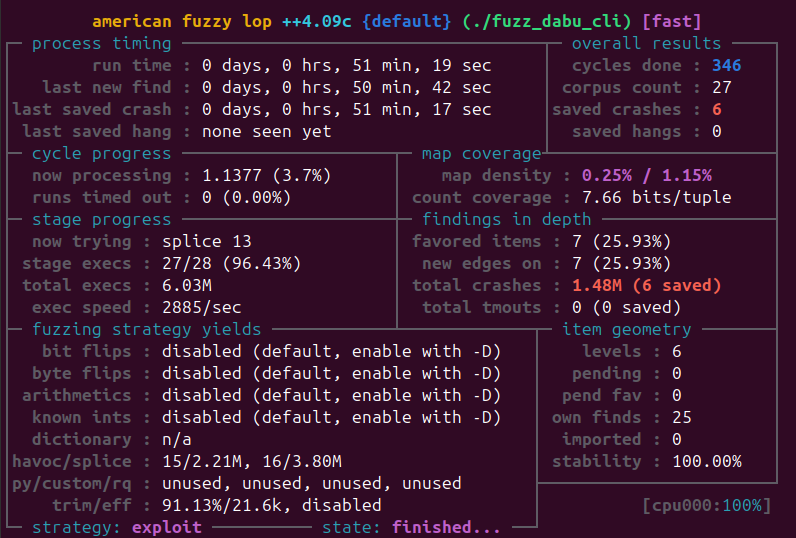 american fuzzy lop ++4.09c {default} (./fuzz_dabu_cli) [fast]
process timing overall results
run time : 0 days, 0 hrs, 51 min, 19 sec cycles done : 346
last new find : 0 days, 0 hrs, 50 min, 42 sec corpus count : 27
last saved crash : 0 days, 0 hrs, 51 min, 17 sec saved crashes : 6
last saved hang : none seen yet saved hangs : 0
cycle progress map coverage
now processing : 1.1377 (3.7%) map density : 0.25% / 1.15%
runs timed out : 0 (0.00%) count coverage : 7.66 bits/tuple
stage progress findings in depth
now trying : splice 13 favored items : 7 (25.93%)
stage execs : 27/28 (96.43%) new edges on : 7 (25.93%)
total execs : 6.03M total crashes : 1.48M (6 saved)
exec speed : 2885/sec total tmouts : 0 (0 saved)
fuzzing strategy yields item geometry
bit flips : disabled (default, enable with -D) levels : 6
byte flips : disabled (default, enable with -D) pending : 0
arithmetics : disabled (default, enable with -D) pend fav : 0
known ints : disabled (default, enable with -D) own finds : 25
dictionary : n/a imported : 0
havoc/splice : 15/2.21M, 16/3.80M stability : 100.00%
py/custom/rq : unused, unused, unused, unused
trim/eff : 91.13%/21.6k, disabled [cpu000:100%]
strategy: exploit state: finished...